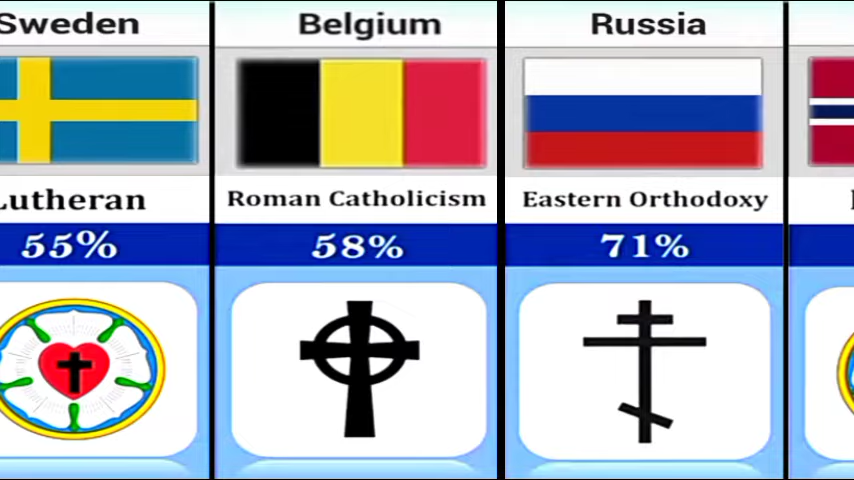 Sweden
Lutheran
55%
Belgium
Roman Catholicism
58%
Russia
Eastern Orthodoxy
71%